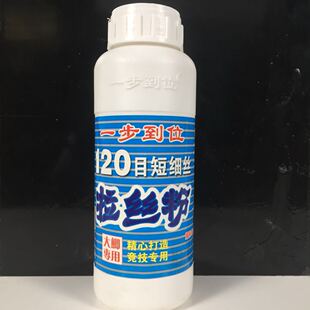 一步到位
一步到位
120目短细丝
拉丝粉
大鲫 精心打造
专用 竞技专用